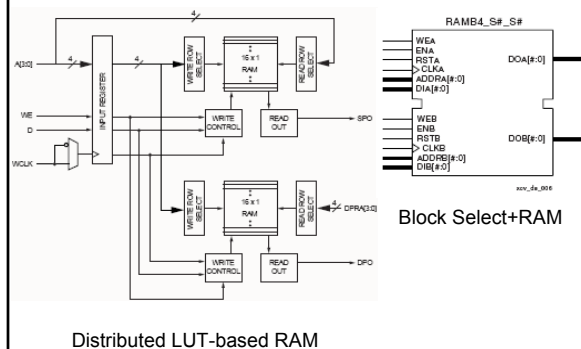 4
A[3:0]
4
4
INPUT REGISTER
WRITE ROW SELECT
16 x 1
RAM
READ ROW SELECT
WE
D
WRITE
CONTROL
READ
OUT
SPO
WCLK
WRITE ROW SELECT
16 x 1
RAM
READ ROW SELECT
4
DPRA[3:0]
WRITE
CONTROL
READ
OUT
DPO
Distributed LUT-based RAM
RAMB4_S#_S#
WEA
ENA
RSTA
CLKA
ADDRA[#:0]
DIA[#:0]
DOA[#:0]
WEB
ENB
RSTB
CLKB
ADDRB[#:0]
DIB[#:0]
DOB[#:0]
Block Select+RAM